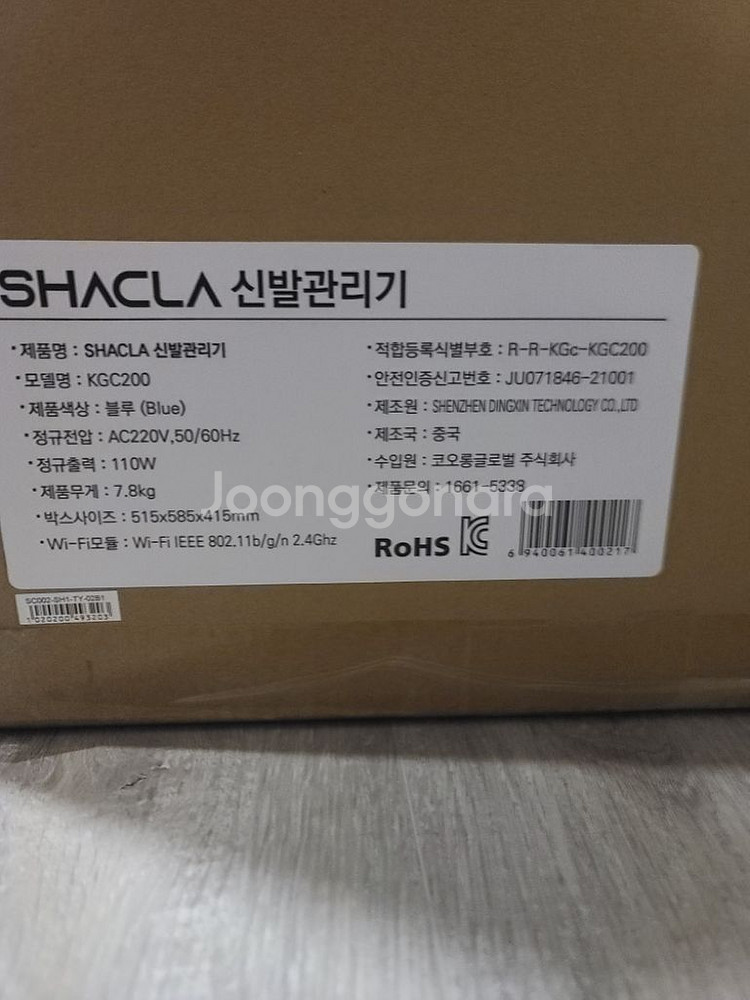 SHACLA 신발관리기
•제품명 : SHACLA 신발관리기
•모델명 : KGC200
•제품색상 : 블루 (Blue)
•정규전압 : AC220V,50/60Hz
•정규출력 : 110W
•제품무게 : 7.8kg
•박스사이즈 : 515x585x415mm
•Wi-Fi모듈 : Wi-Fi IEEE 802.11b/g/n 2.4Ghz
•적합등록식별부호 : R-R-KGc-KGC200
•안전인증신고번호 : JU071846-21001
•제조원 : SHENZHEN DINGXIN TECHNOLOGY CO.,LTD
•제조국 : 중국
•수입원 : 코오롱글로벌 주식회사
•제품문의 : 1661-5338
Joonggonara
RoHS
6 940061 400217
SC002-SH1-TY-02B1
1020200 493203